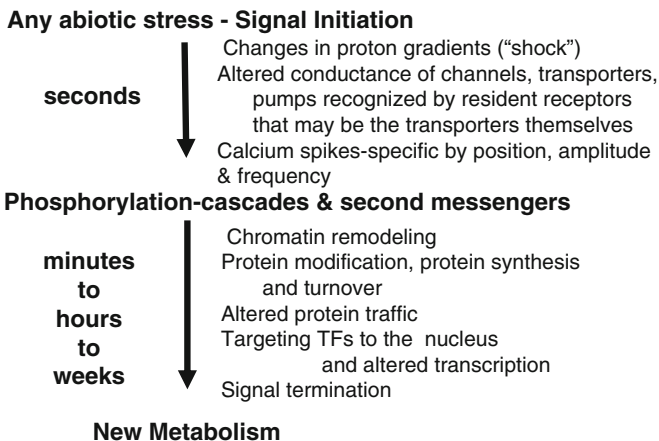 Any abiotic stress - Signal Initiation
Changes in proton gradients (“shock”)
Altered conductance of channels, transporters,
seconds
pumps recognized by resident receptors
that may be the transporters themselves
Calcium spikes-specific by position, amplitude
& frequency
Phosphorylation-cascades & second messengers
Chromatin remodeling
minutes
to
hours
to
weeks
Protein modification, protein synthesis
and turnover
Altered protein traffic
Targeting TFs to the nucleus
and altered transcription
Signal termination
New Metabolism